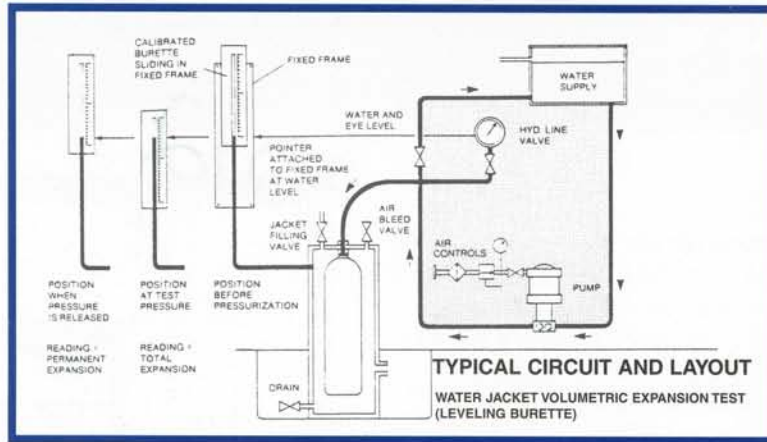 CALIBRATED
BURETTE
SLIDING IN
FIXED FRAME
FIXED FRAME
WATER
SUPPLY
WATER AND
EYE LEVEL
HYD. LINE
VALVE
POINTER
ATTACHED
TO FIXED FRAME
AT WATER
LEVEL
AIR
BLEED
VALVE
JACKET
FILLING
VALVE
AIR
CONTROLS
PUMP
POSITION
WHEN
PRESSURE
IS RELEASED
POSITION
AT TEST
PRESSURE
POSITION
BEFORE
PRESSURIZATION
READING =
PERMANENT
EXPANSION
READING =
TOTAL
EXPANSION
DRAIN
TYPICAL CIRCUIT AND LAYOUT
WATER JACKET VOLUMETRIC EXPANSION TEST
(LEVELING BURETTE)